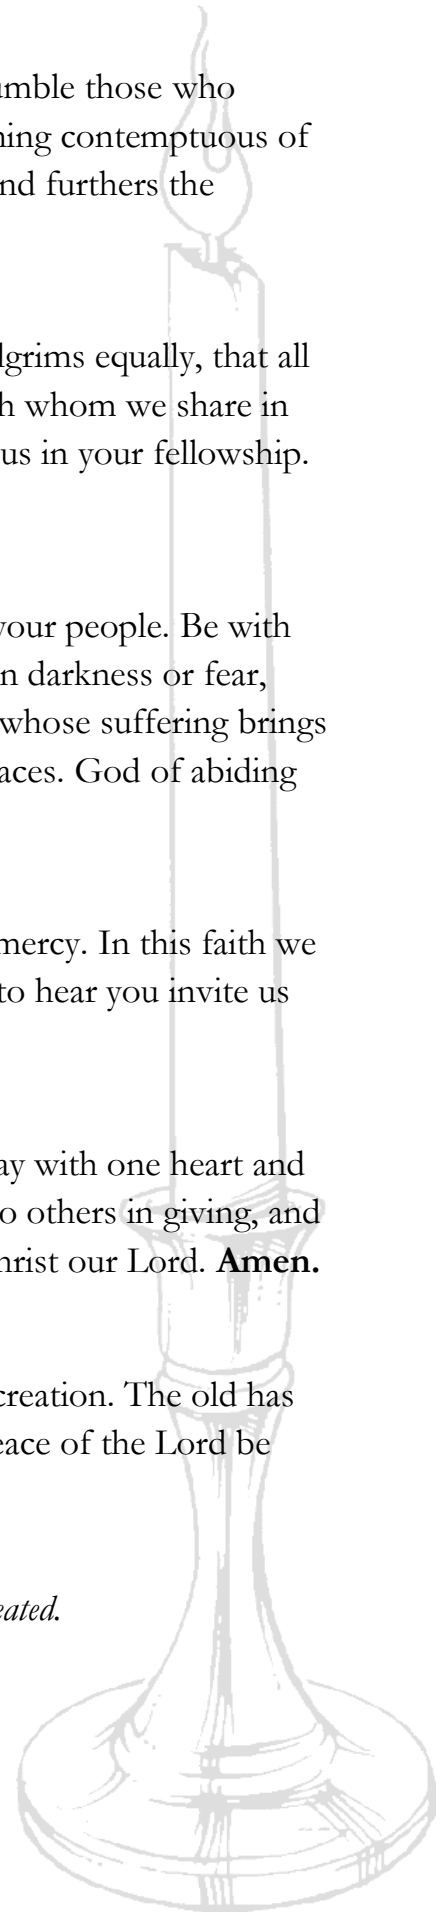 umble those who
ning contemptuous of
nd furthers the
lgrims equally, that all
h whom we share in
us in your fellowship.
your people. Be with
n darkness or fear,
whose suffering brings
aces. God of abiding
mercy. In this faith we
to hear you invite us
ay with one heart and
o others in giving, and
hrist our Lord. Amen.
creation. The old has
eace of the Lord be
eated.